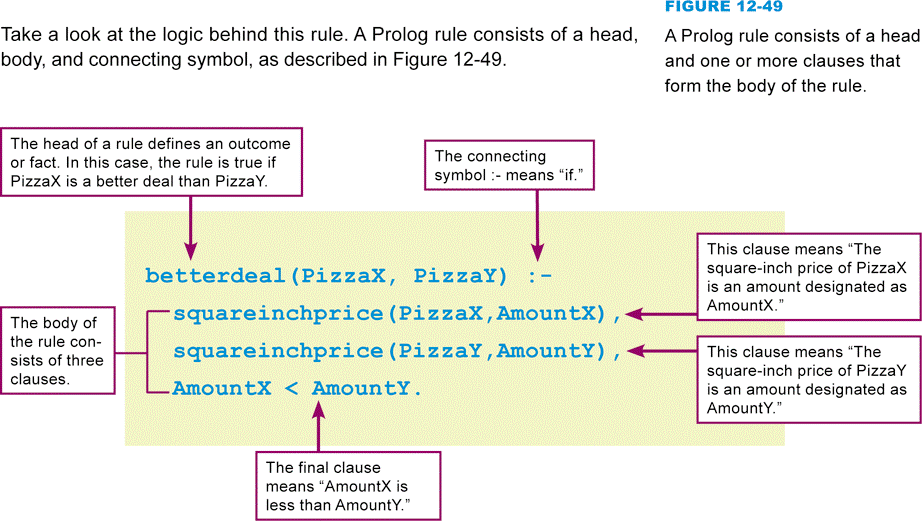 Take a look at the logic behind this rule. A Prolog rule consists of a head,
body, and connecting symbol, as described in Figure 12-49.
FIGURE 12-49
A Prolog rule consists of a head
and one or more clauses that
form the body of the rule.
The head of a rule defines an outcome
or fact. In this case, the rule is true if
PizzaX is a better deal than PizzaY.
The connecting
symbol :- means “if.”
betterdeal(PizzaX, PizzaY) :-
squareinchprice(PizzaX,AmountX),
squareinchprice(PizzaY,AmountY),
AmountX < AmountY.
This clause means “The
square-inch price of PizzaX
is an amount designated as
AmountX.”
The body of
the rule con-
sists of three
clauses.
This clause means “The
square-inch price of PizzaY
is an amount designated as
AmountY.”
The final clause
means “AmountX is
less than AmountY.”